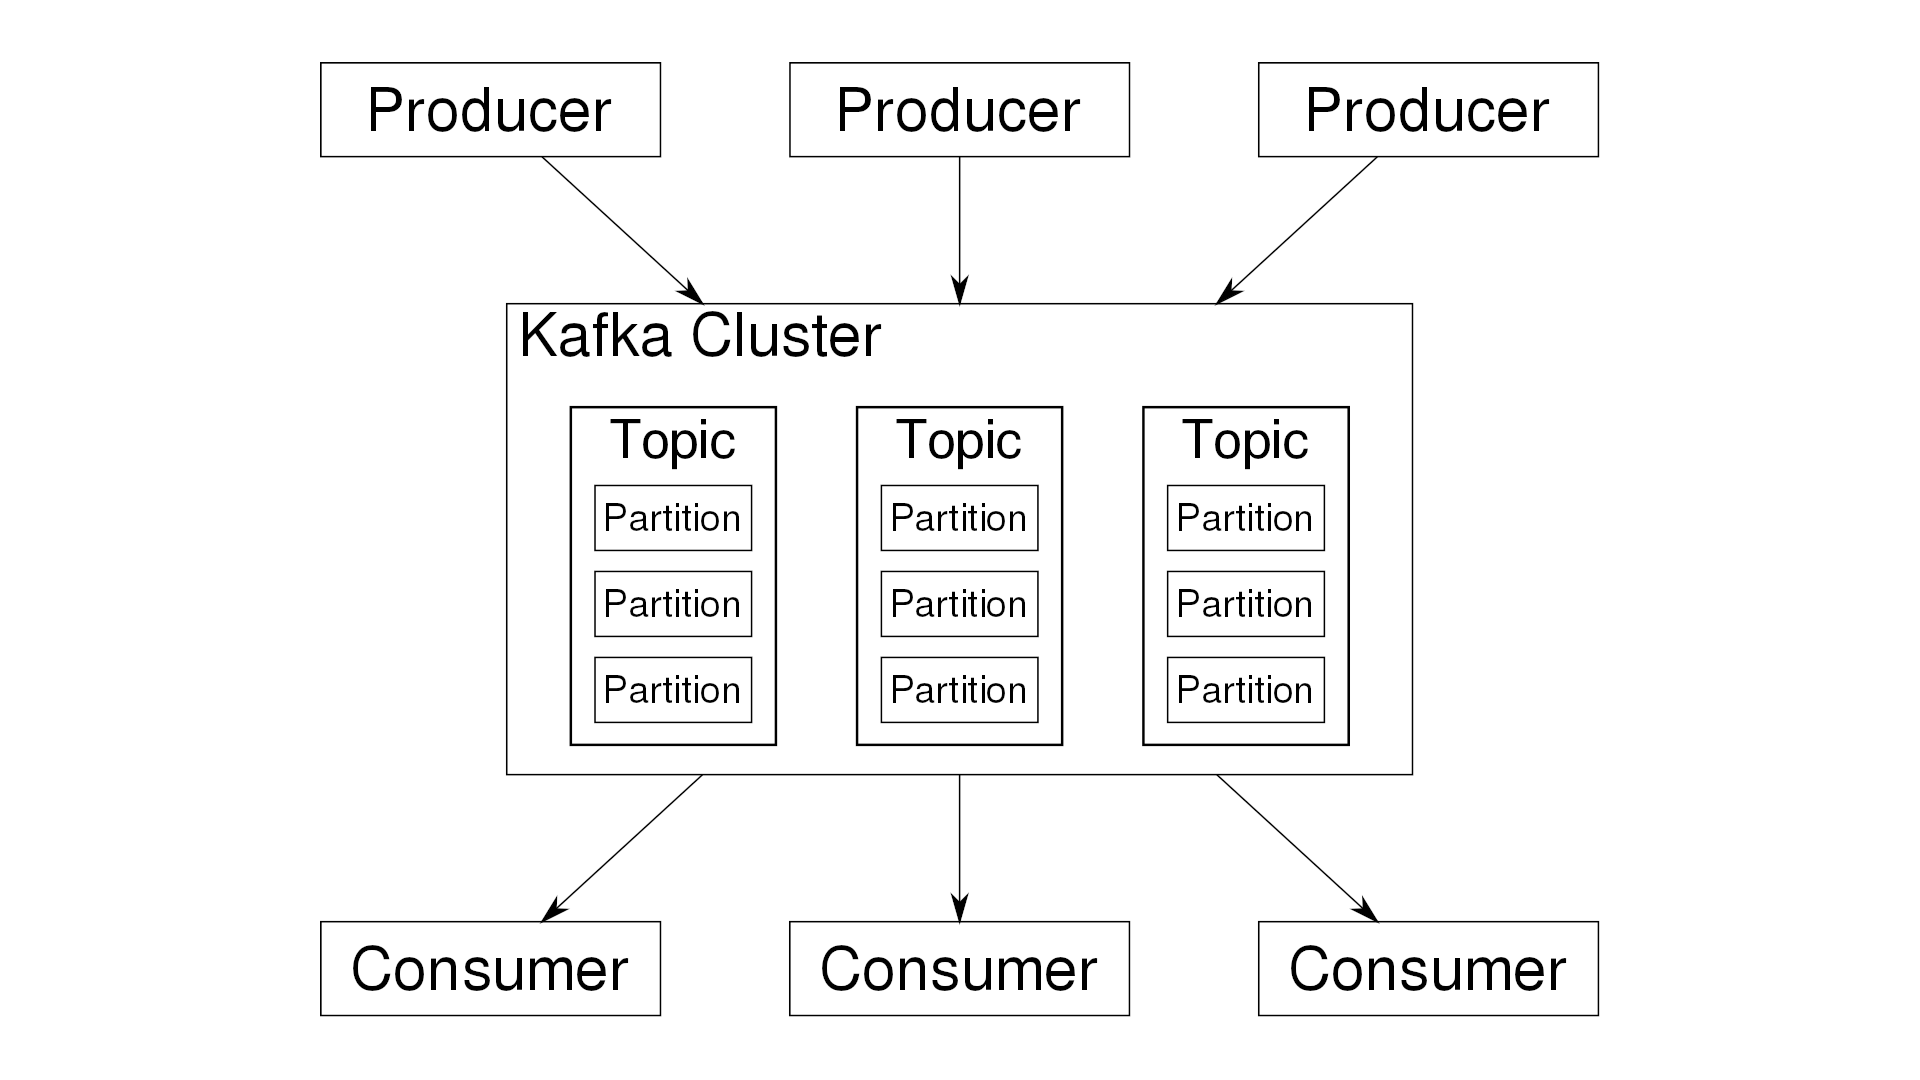 Producer
Producer
Producer
Kafka Cluster
Topic
Partition
Partition
Partition
Topic
Partition
Partition
Partition
Topic
Partition
Partition
Partition
Consumer
Consumer
Consumer